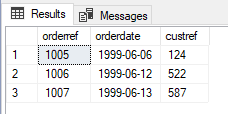 Results Messages
orderref orderdate custref
1 1005 1999-06-06 124
2 1006 1999-06-12 522
3 1007 1999-06-13 587